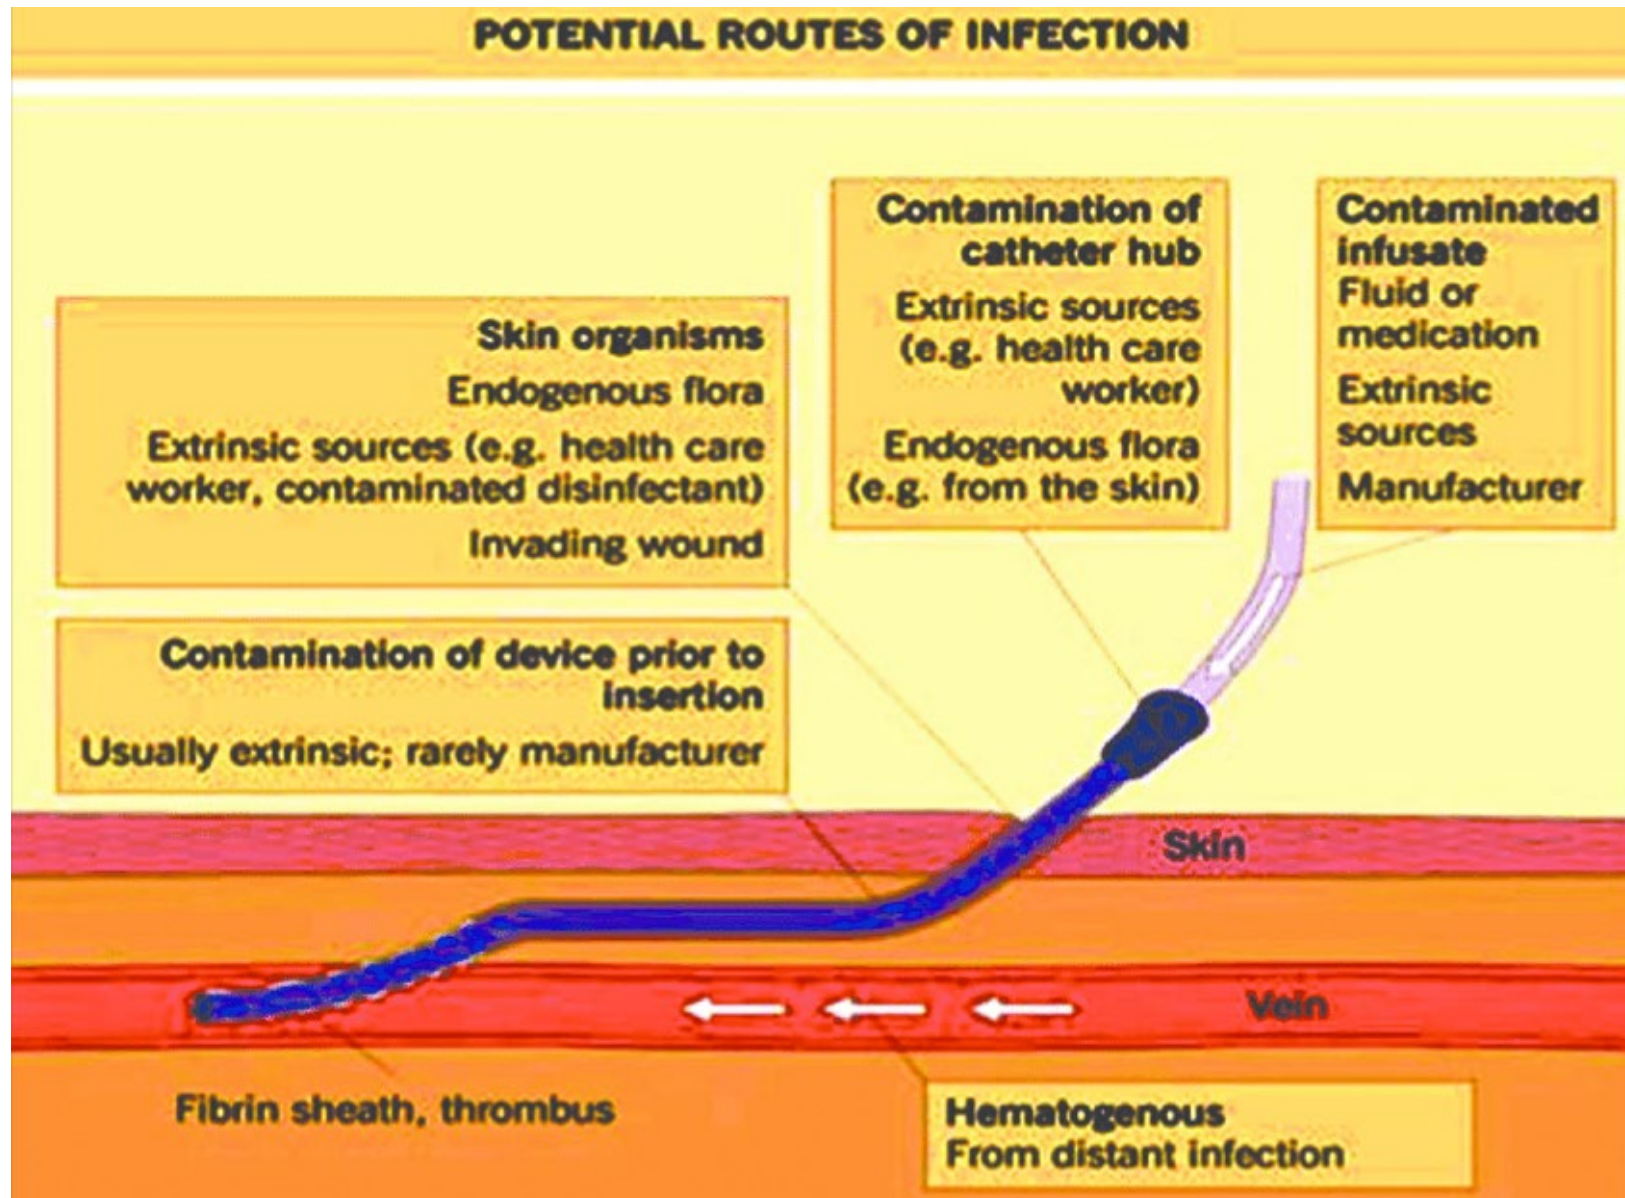 POTENTIAL ROUTES OF INFECTION
Contamination of
catheter hub
Extrinsic sources
(e.g. health care
worker)
Endogenous flora
(e.g. from the skin)
Contaminated
infusate
Fluid or
medication
Extrinsic
sources
Manufacturer
Skin organisms
Endogenous flora
Extrinsic sources (e.g. health care
worker, contaminated disinfectant)
Invading wound
Contamination of device prior to
insertion
Usually extrinsic; rarely manufacturer
Skin
Vein
Fibrin sheath, thrombus
Hematogenous
From distant infection